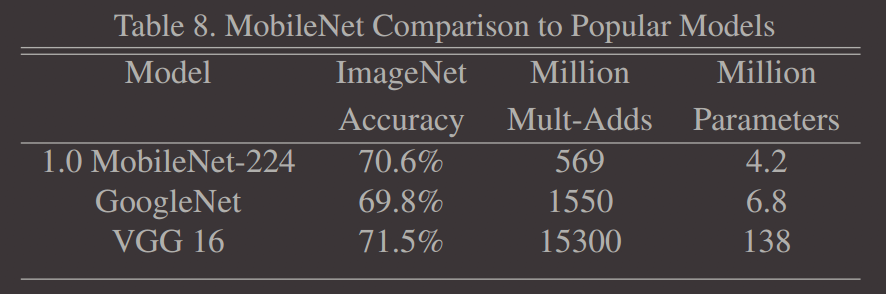 Table 8. MobileNet Comparison to Popular Models
Model ImageNet Million Million
Accuracy Mult-Adds Parameters
1.0 MobileNet-224 70.6% 569 4.2
GoogleNet 69.8% 1550 6.8
VGG 16 71.5% 15300 138